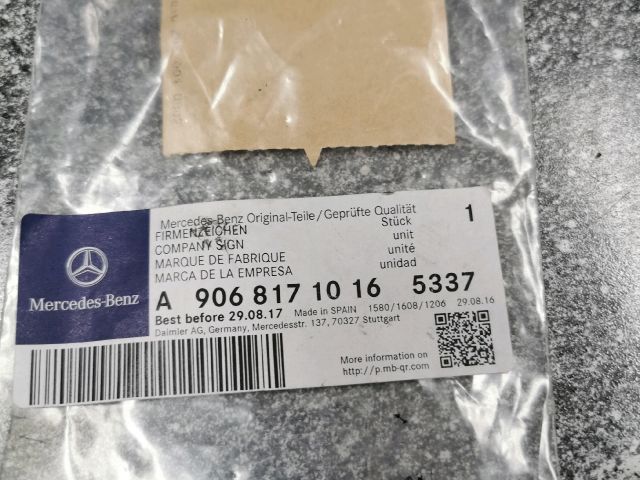 Mercedes-Benz Original-Teile/Geprüfte Qualität
FIRMENZEICHEN Stück 1
COMPANY SIGN unit
MARQUE DE FABRIQUE unité
MARCA DE LA EMPRESA unidad
Mercedes-Benz
A 906 817 10 16 5337
Best before 29.08.17 Made in SPAIN 1580/1608/1206 29.08.16
Daimler AG, Germany, Mercedesstr. 137, 70327 Stuttgart
More information on
http://p.mb-qr.com